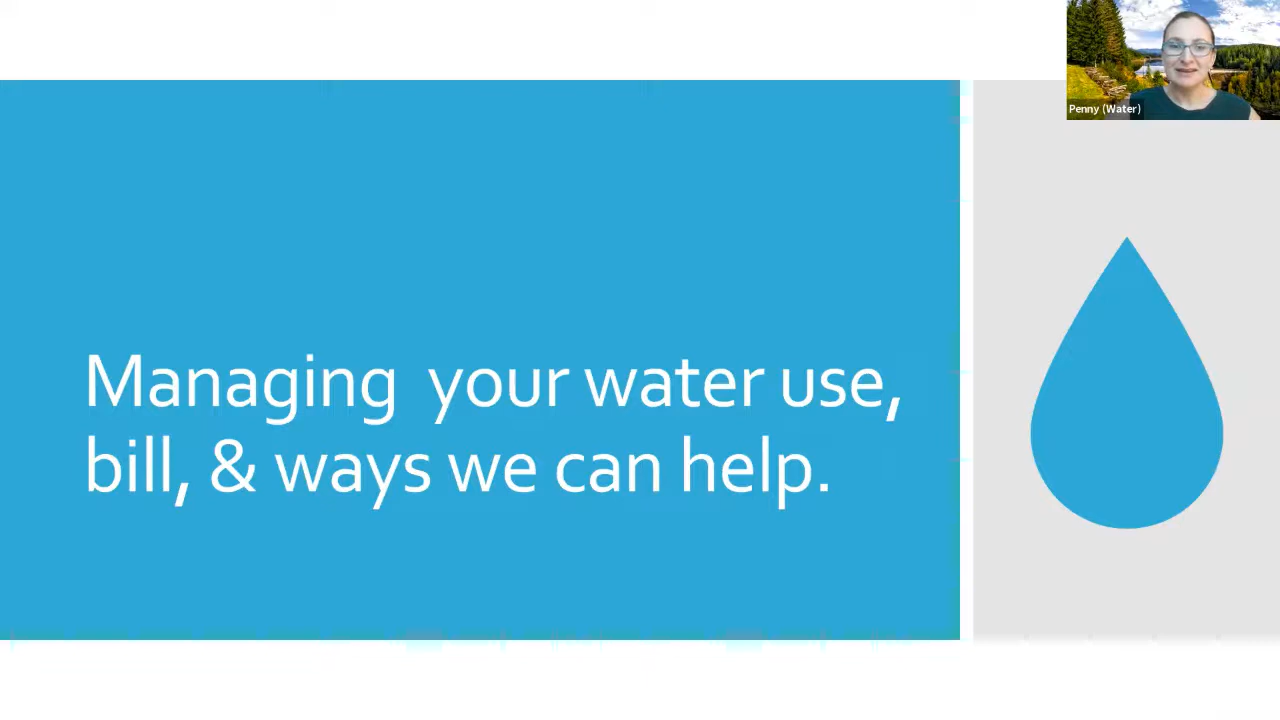 Penny (Water)
Managing your water use,
bill, & ways we can help.